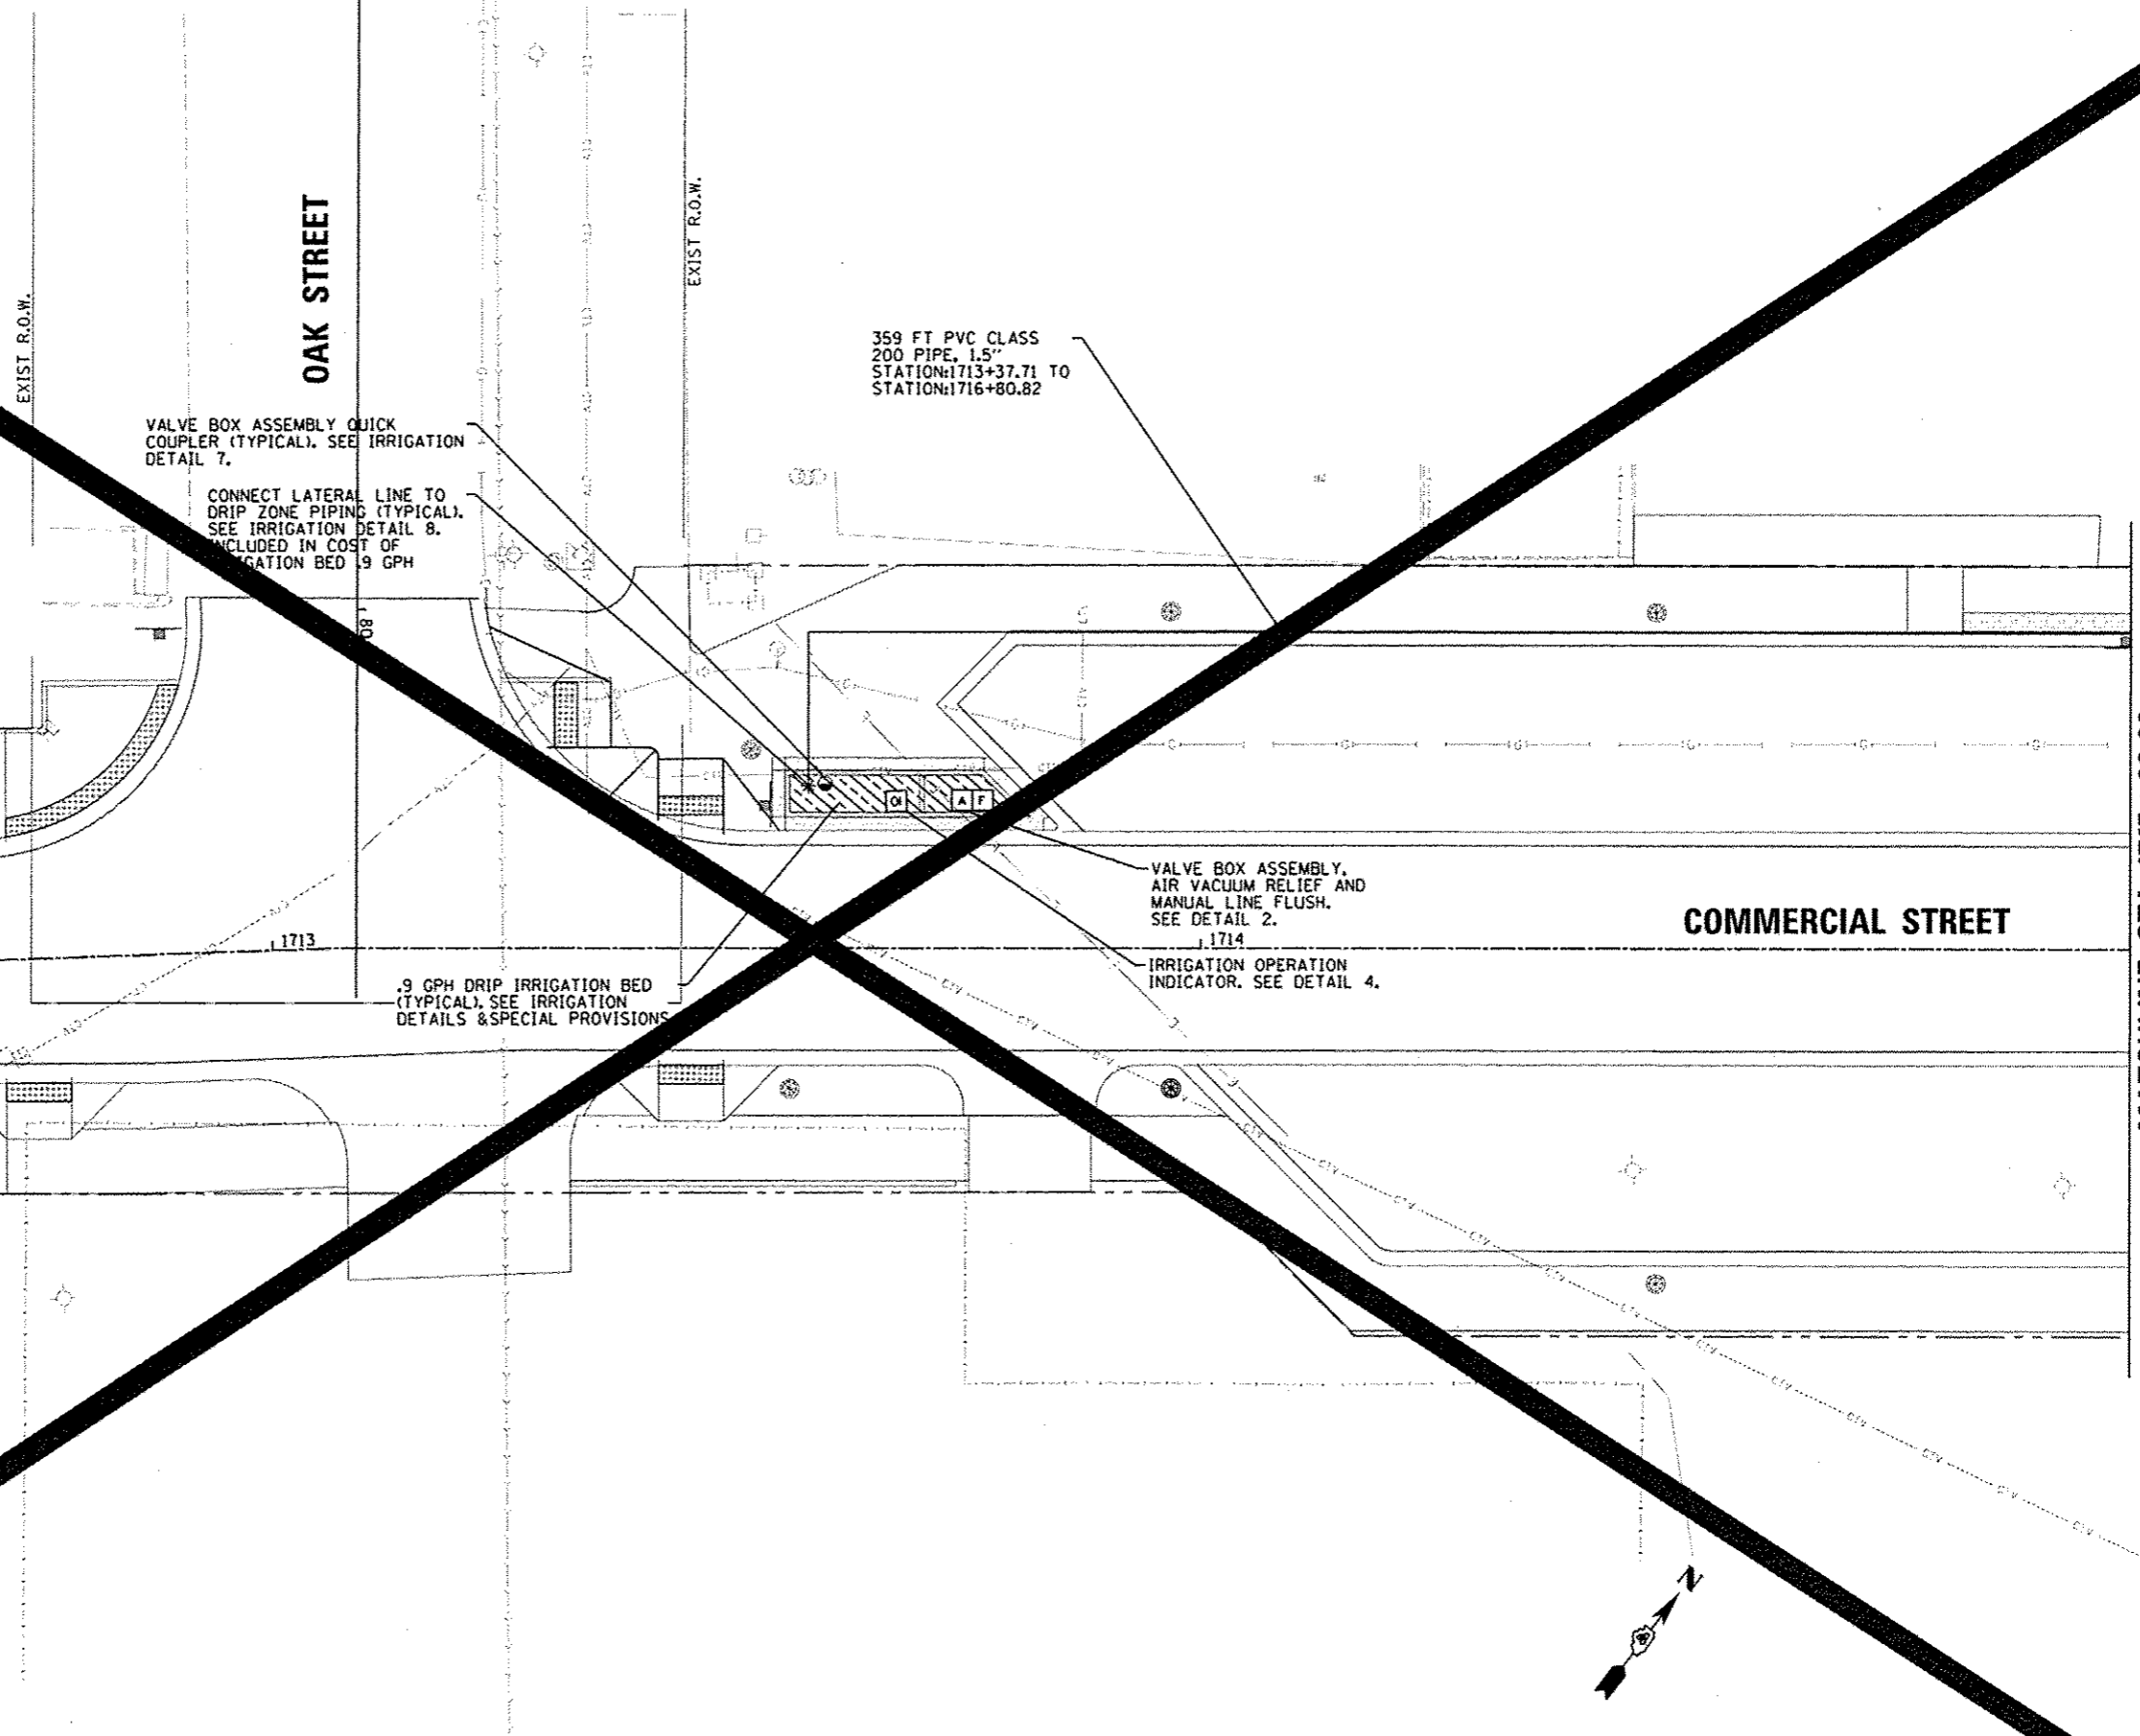 OAK STREET
EXIST R.O.W.
EXIST R.O.W.
359 FT PVC CLASS
200 PIPE, 1.5"
STATION:1713+37.71 TO
STATION:1716+80.82
VALVE BOX ASSEMBLY QUICK
COUPLER (TYPICAL). SEE IRRIGATION
DETAIL 7.
CONNECT LATERAL LINE TO
DRIP ZONE PIPING (TYPICAL).
SEE IRRIGATION DETAIL 8.
INCLUDED IN COST OF
BED .9 GPH
80
OI
A F
VALVE BOX ASSEMBLY,
AIR VACUUM RELIEF AND
MANUAL LINE FLUSH.
SEE DETAIL 2.
COMMERCIAL STREET
1713
1714
IRRIGATION OPERATION
INDICATOR. SEE DETAIL 4.
.9 GPH DRIP IRRIGATION BED
(TYPICAL). SEE IRRIGATION
DETAILS &SPECIAL PROVISIONS
N